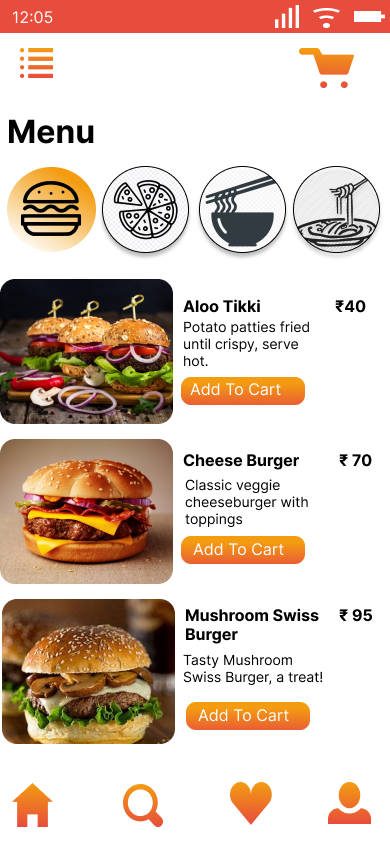 12:05
Menu
Aloo Tikki ₹40
Potato patties fried
until crispy, serve
hot.
Add To Cart
Cheese Burger ₹ 70
Classic veggie
cheeseburger with
toppings
Add To Cart
Mushroom Swiss ₹ 95
Burger
Tasty Mushroom
Swiss Burger, a treat!
Add To Cart